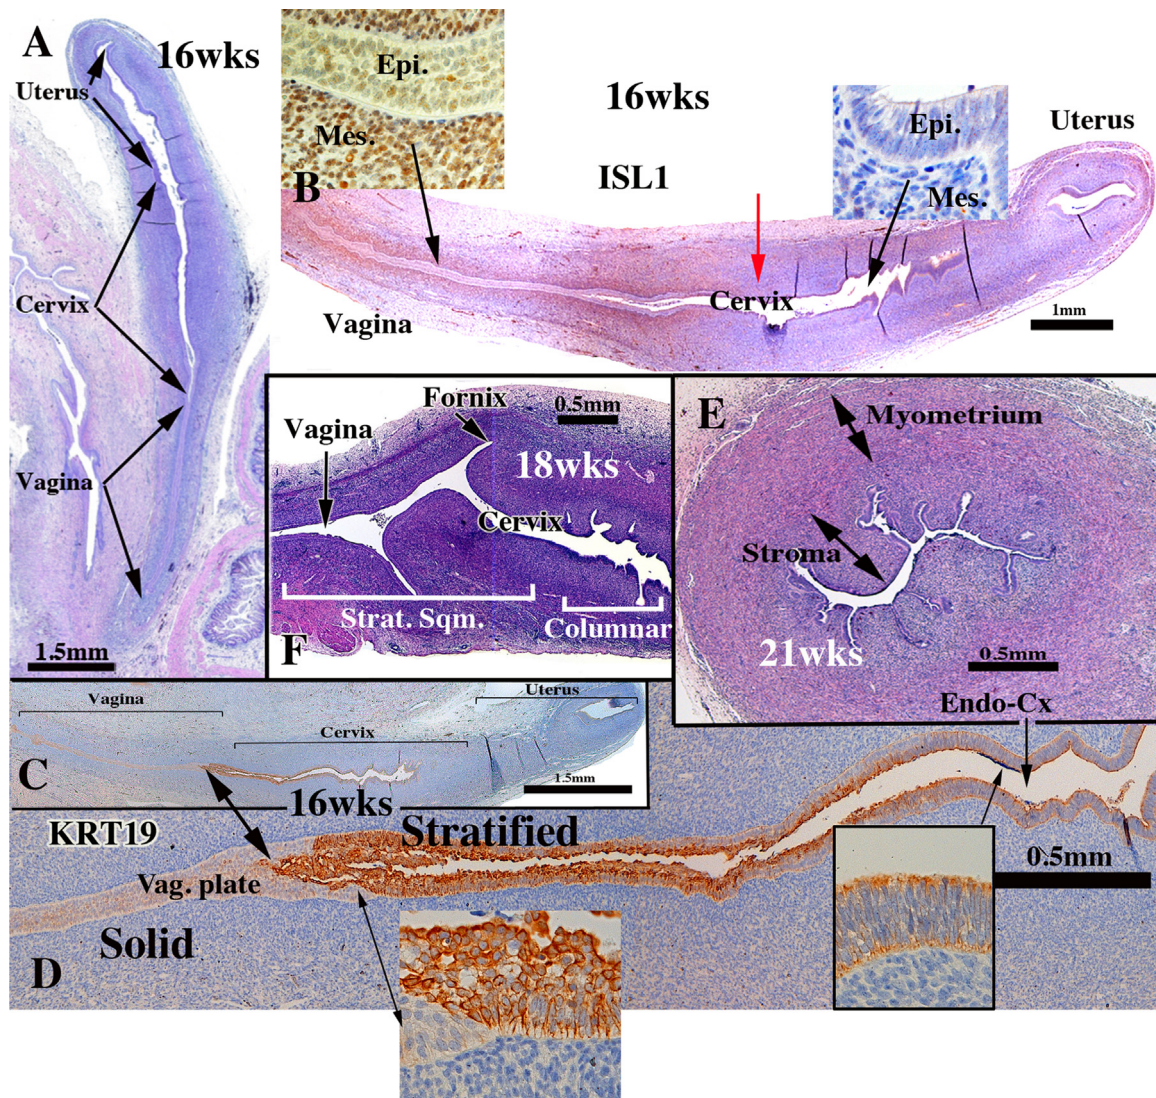 A
16wks
Uterus
Cervix
Vagina
1.5mm
Epi.
Mes.
B
16wks
ISL1
Epi.
Mes.
Uterus
Cervix
Vagina
1mm
Fornix
0.5mm
Vagina
18wks
Cervix
Strat. Sqm.
Columnar
F
E
Myometrium
Stroma
21wks
0.5mm
Vagina
Uterus
Cervix
C
1.5mm
16wks
Endo-Cx
KRT19
Stratified
Vag. plate
0.5mm
Solid
D